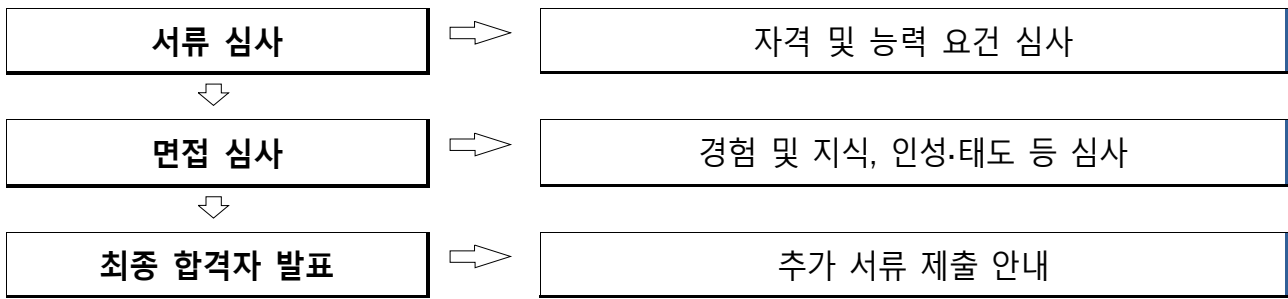 서류 심사
자격 및 능력 요건 심사
면접 심사
경험 및 지식, 인성·태도 등 심사
최종 합격자 발표
추가 서류 제출 안내